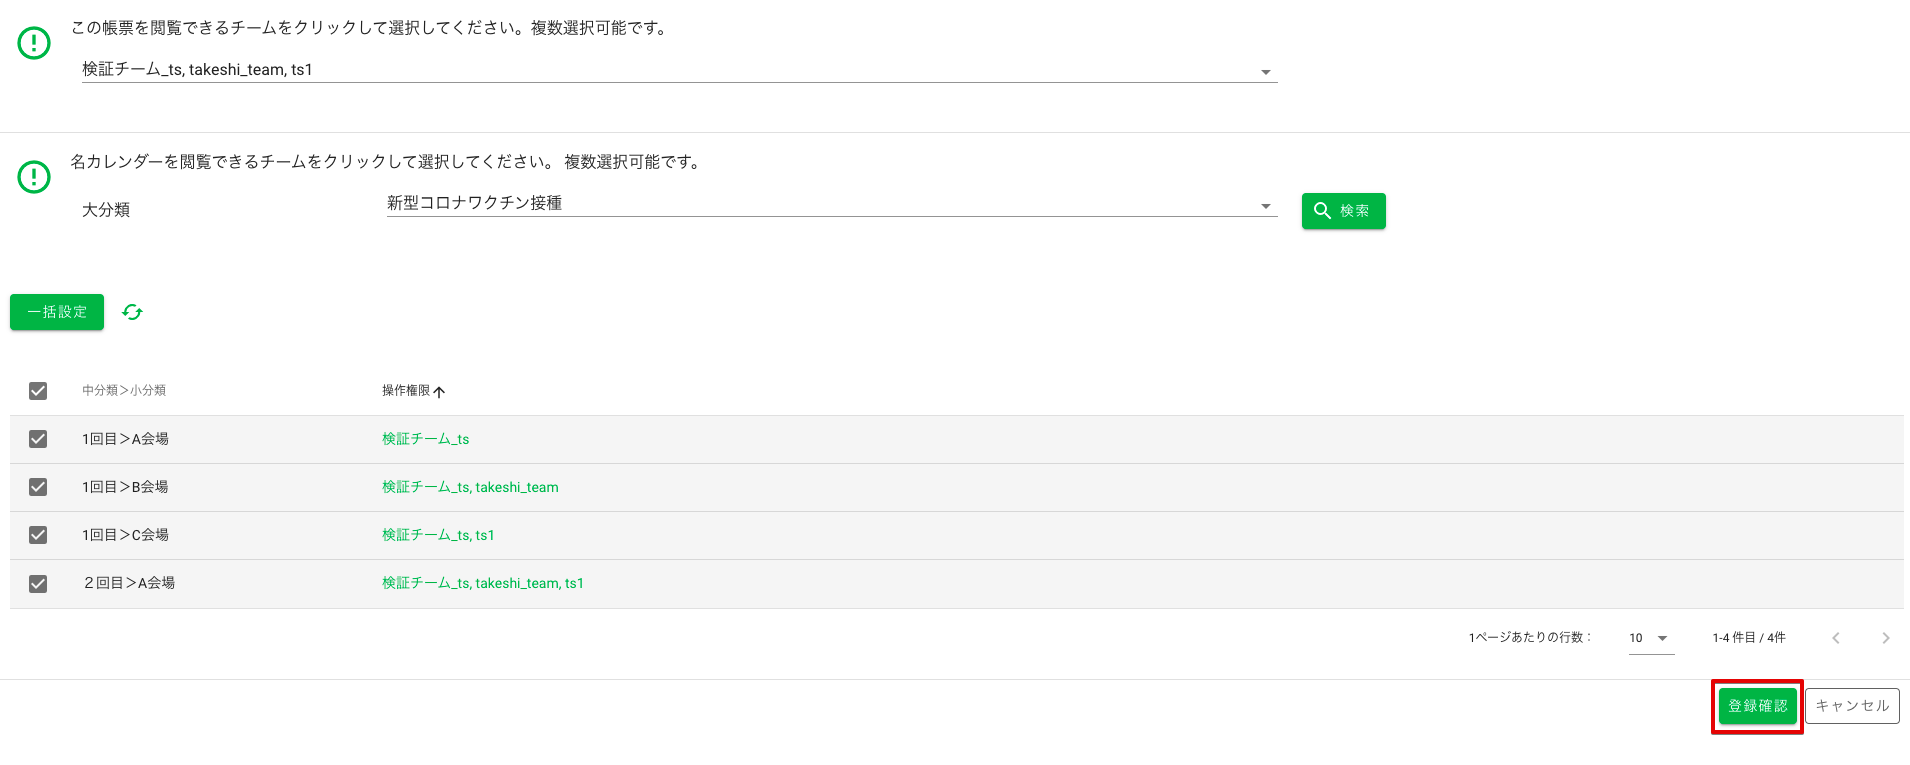 この帳票を閲覧できるチームをクリックして選択してください。複数選択可能です。
検証チーム_ts, takeshi_team, ts1
名カレンダーを閲覧できるチームをクリックして選択してください。 複数選択可能です。
大分類
新型コロナワクチン接種
検索
一括設定
中分類＞小分類 操作権限
1回目＞A会場 検証チーム_ts
1回目＞B会場 検証チーム_ts, takeshi_team
1回目＞C会場 検証チーム_ts, ts1
２回目＞A会場 検証チーム_ts, takeshi_team, ts1
1ページあたりの行数： 10 1-4 件目 / 4件
登録確認 キャンセル